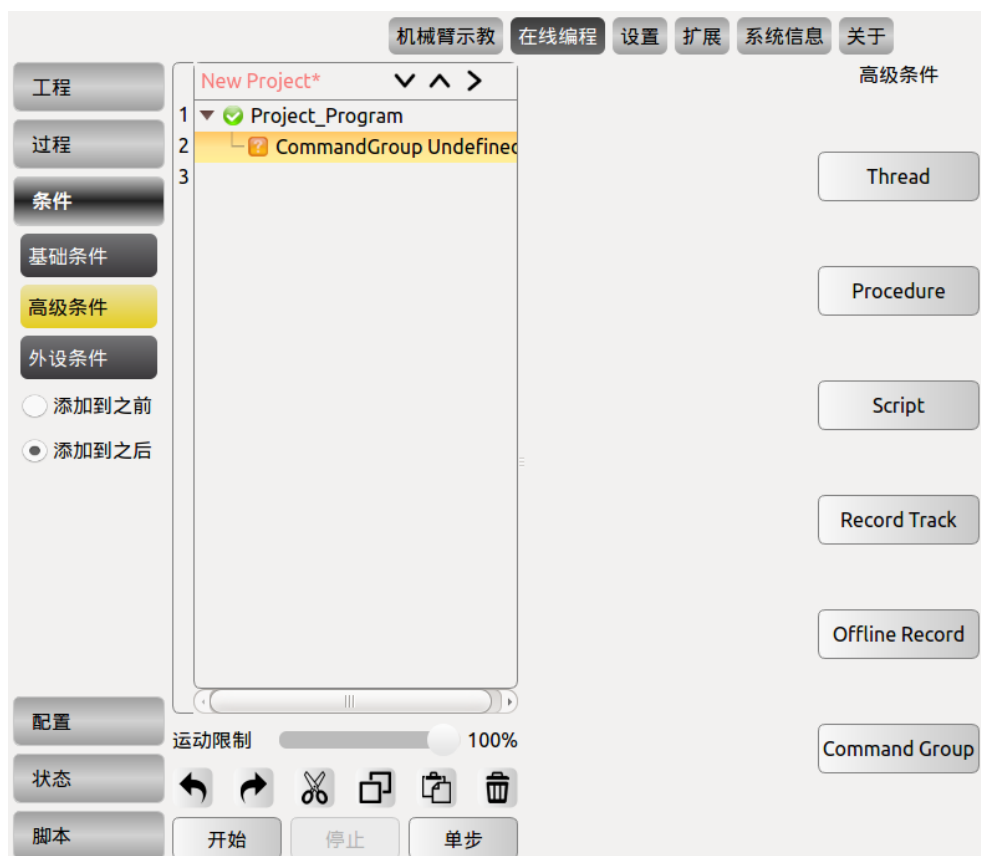 机械臂示教 在线编程 设置 扩展 系统信息 关于
工程
过程
条件
基础条件
高级条件
外设条件
添加到之前
添加到之后
配置
状态
脚本
New Project*
1 Project_Program
2 CommandGroup Undefined
3
运动限制 100%
开始 停止 单步
高级条件
Thread
Procedure
Script
Record Track
Offline Record
Command Group